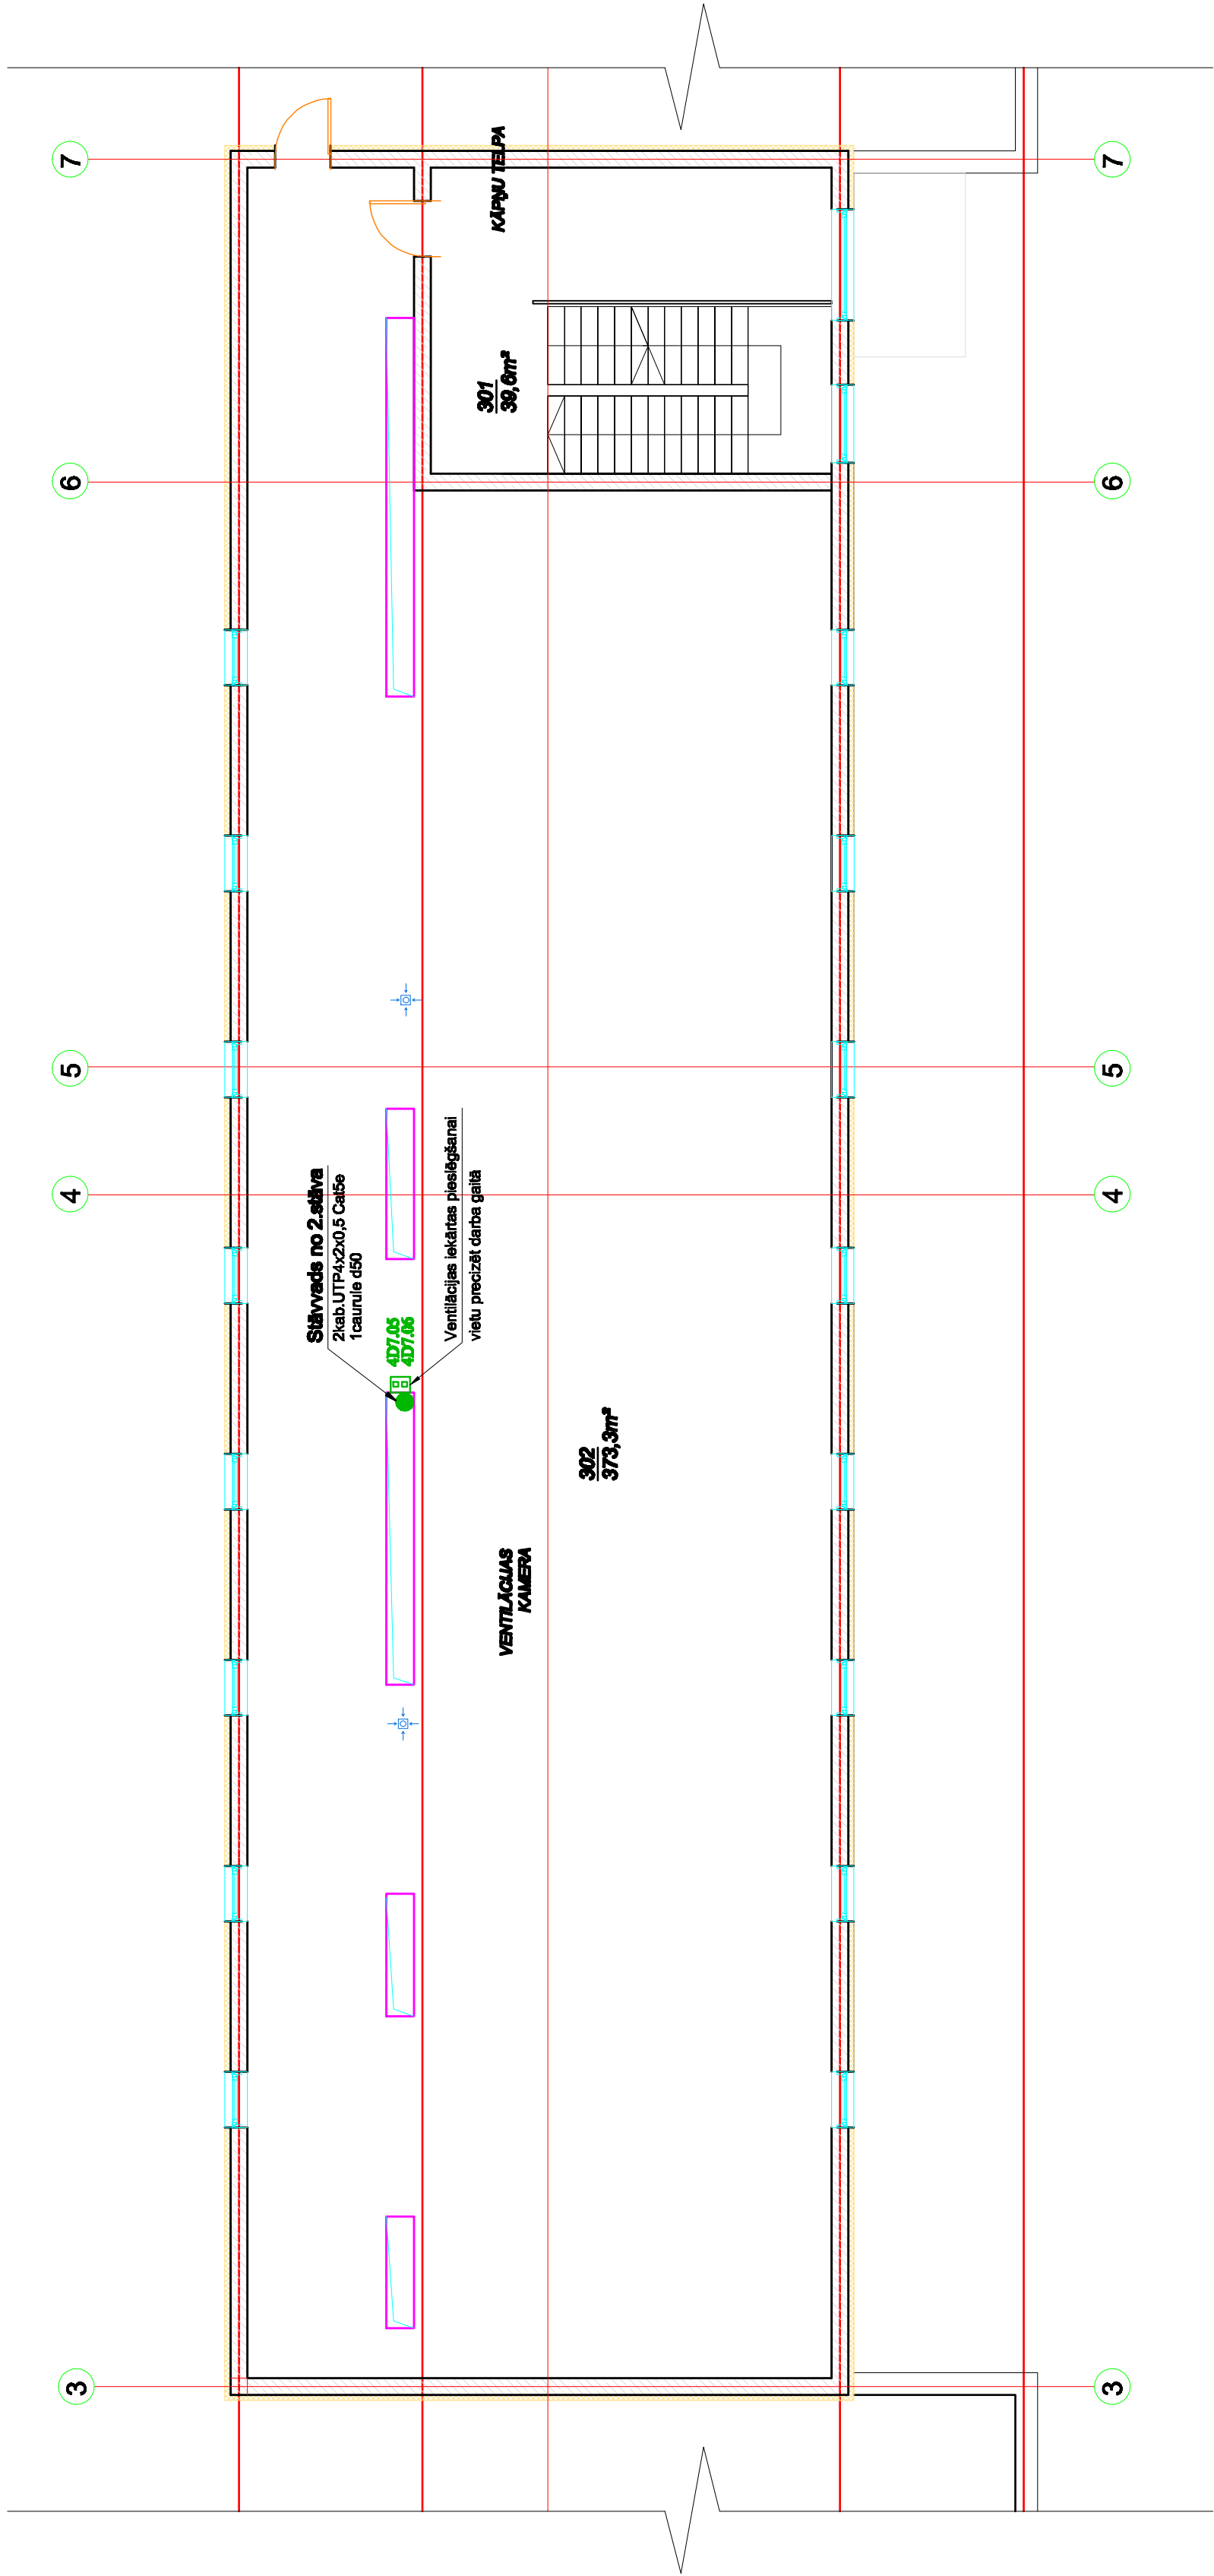 7
7
KĀPŅU TELPA
301
39,6m²
6
6
5
5
4
4
Stāvvads no 2.stāva
2kab.UTP4x2x0,5 Cat5e
1caurule d50
4D7.05
4D7.06
Ventilācijas iekārtas pieslēgšanai
vietu precizēt darba gaitā
302
373,3m²
VENTILĀCIJAS
KAMERA
3
3